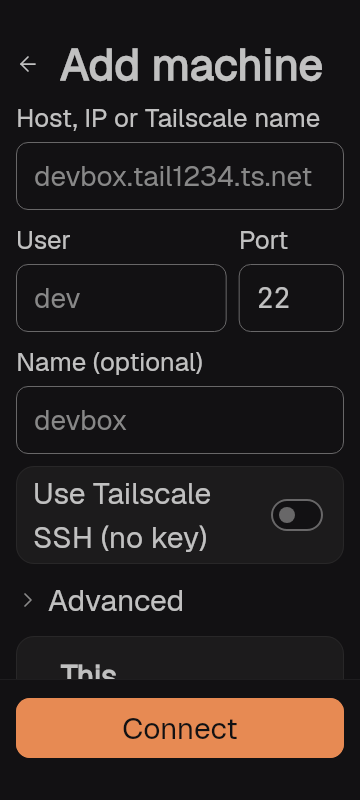 Add machine
Host, IP or Tailscale name
devbox.tail1234.ts.net
User
Port
dev
22
Name (optional)
devbox
Use Tailscale
SSH (no key)
Advanced
This
Connect